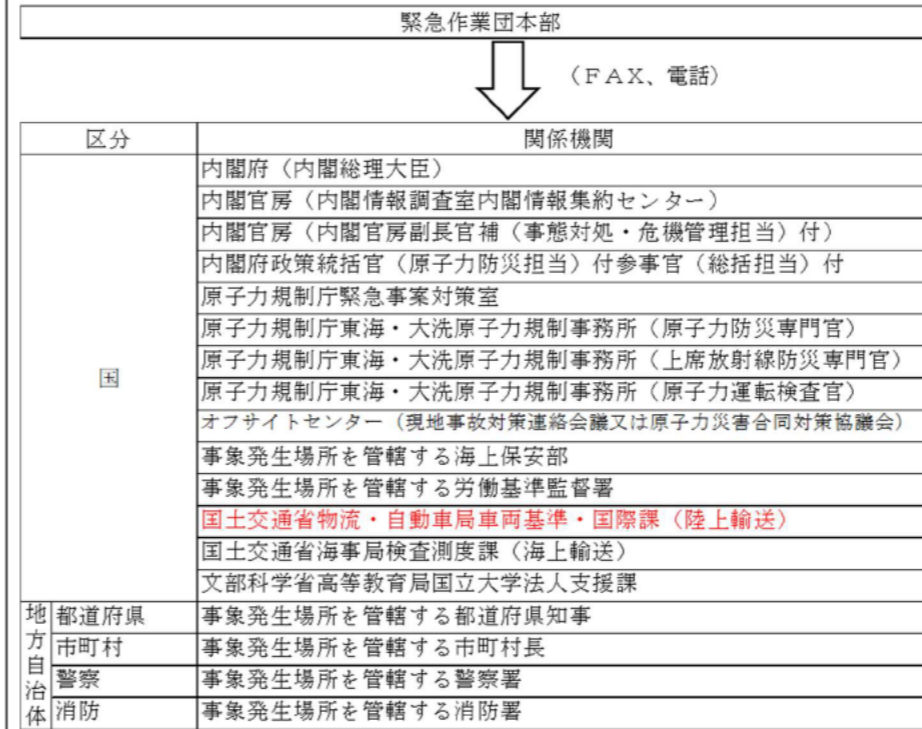 緊急作業団本部
（ＦＡＸ、電話）
区分 関係機関
国
内閣府（内閣総理大臣）
内閣官房（内閣情報調査室内閣情報集約センター）
内閣官房（内閣官房副長官補（事態対処・危機管理担当）付）
内閣府政策統括官（原子力防災担当）付参事官（総括担当）付
原子力規制庁緊急事案対策室
原子力規制庁東海・大洗原子力規制事務所（原子力防災専門官）
原子力規制庁東海・大洗原子力規制事務所（上席放射線防災専門官）
原子力規制庁東海・大洗原子力規制事務所（原子力運転検査官）
オフサイトセンター（現地事故対策連絡会議又は原子力災害合同対策協議会）
事象発生場所を管轄する海上保安部
事象発生場所を管轄する労働基準監督署
国土交通省物流・自動車局車両基準・国際課（陸上輸送）
国土交通省海事局検査測度課（海上輸送）
文部科学省高等教育局国立大学法人支援課
地方自治体
都道府県 事象発生場所を管轄する都道府県知事
市町村 事象発生場所を管轄する市町村長
警察 事象発生場所を管轄する警察署
消防 事象発生場所を管轄する消防署